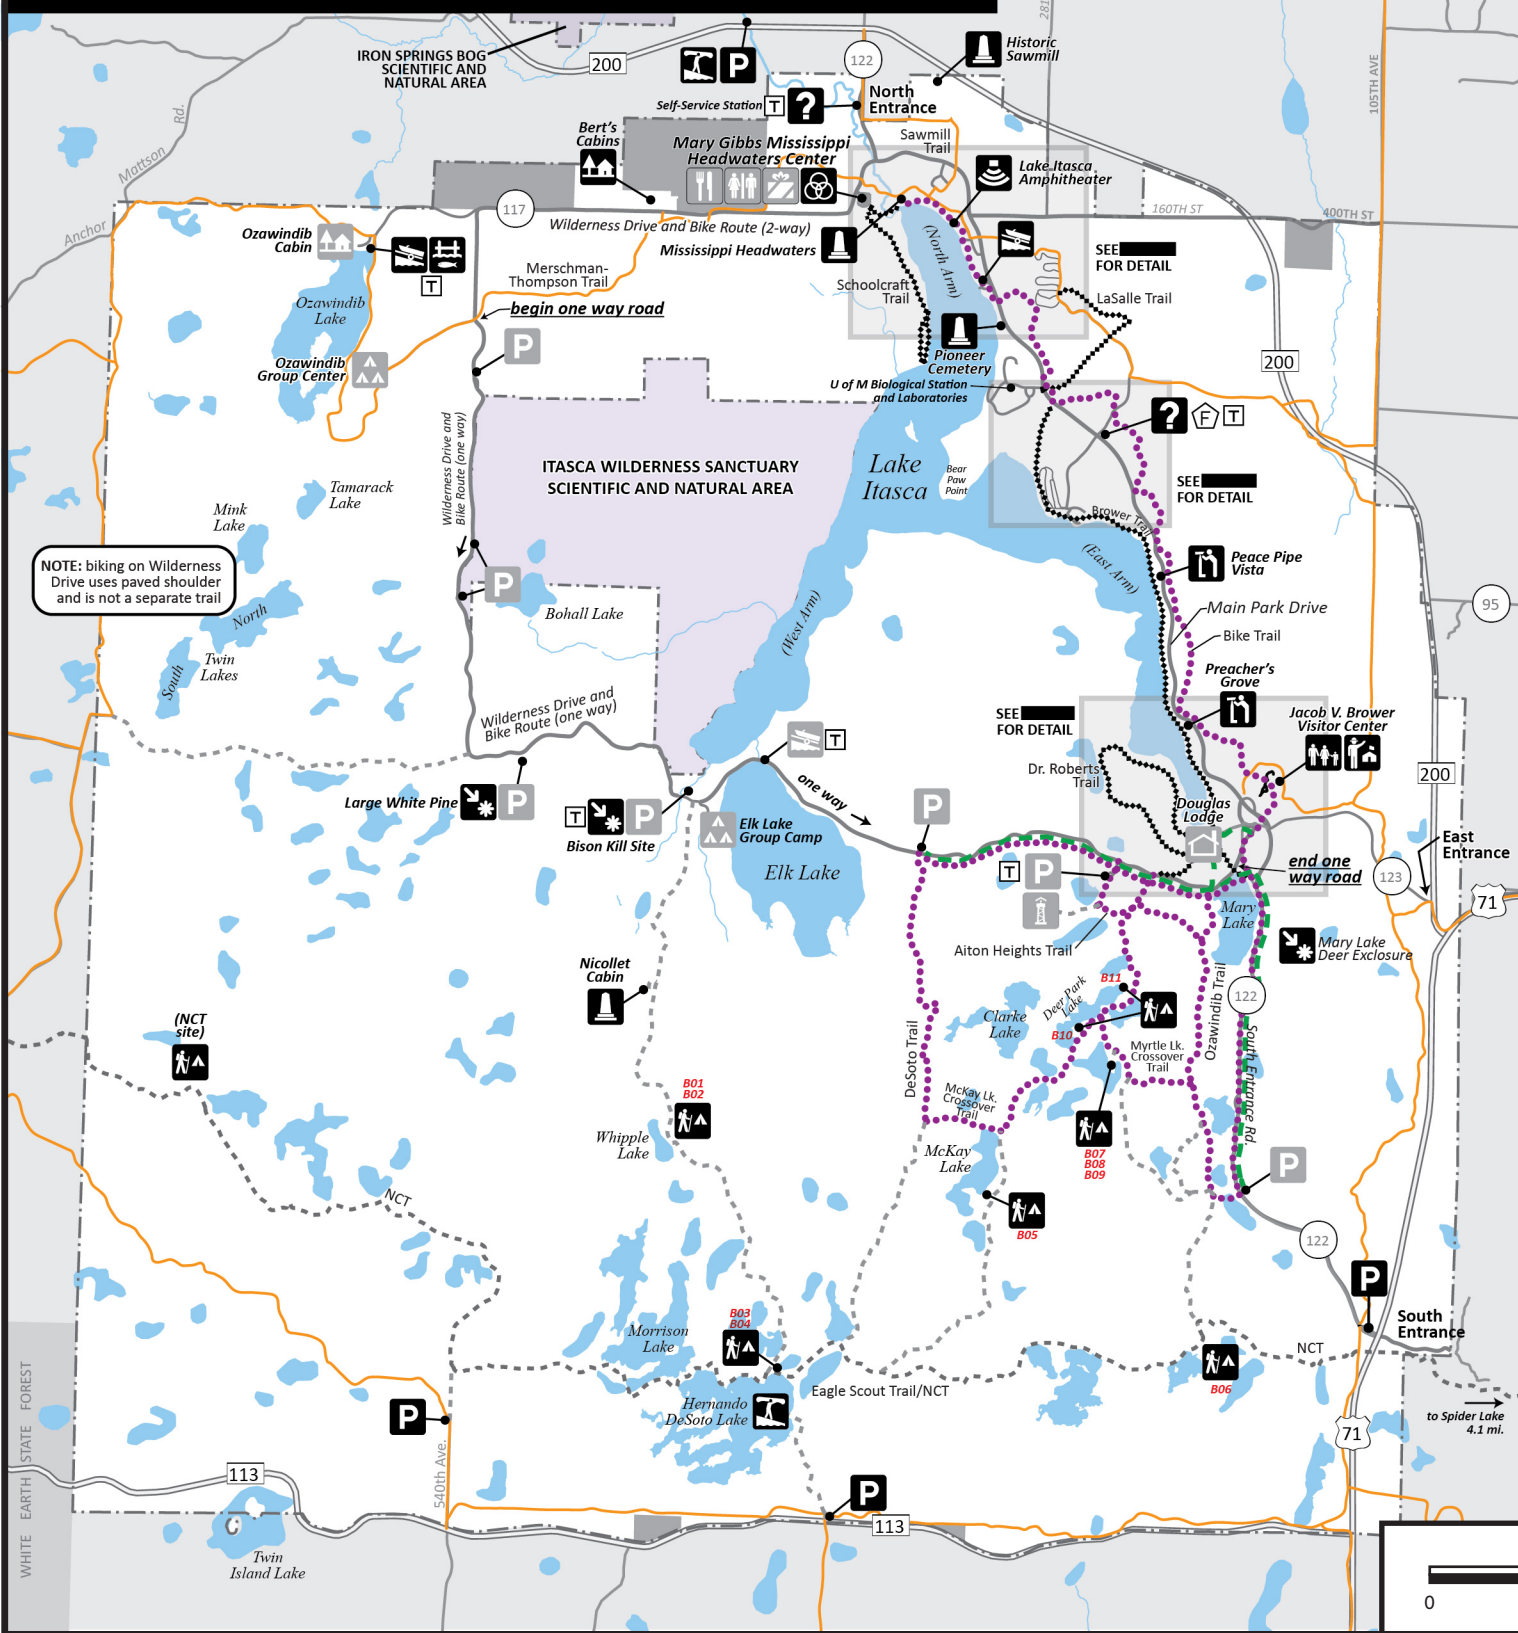 IRON SPRINGS BOG
SCIENTIFIC AND
NATURAL AREA
200
P
122
Historic
Sawmill
281
105TH AVE
Self-Service Station
T
?
North
Entrance
Mattson
Rd.
Bert's
Cabins
Mary Gibbs Mississippi
Headwaters Center
Sawmill
Trail
Lake Itasca
Amphitheater
Anchor
117
Wilderness Drive and Bike Route (2-way)
160TH ST
400TH ST
Ozawindib
Cabin
T
Mississippi Headwaters
(North Arm)
SEE
FOR DETAIL
Merschman-
Thompson Trail
Schoolcraft
Trail
LaSalle Trail
Ozawindib
Lake
begin one way road
P
Pioneer
Cemetery
200
Ozawindib
Group Center
U of M Biological Station
and Laboratories
?
F
T
Wilderness Drive and
Bike Route (one way)
ITASCA WILDERNESS SANCTUARY
SCIENTIFIC AND NATURAL AREA
Lake
Itasca
Bear
Paw
Point
SEE
FOR DETAIL
Tamarack
Lake
Mink
Lake
Brower Trail
NOTE: biking on Wilderness
Drive uses paved shoulder
and is not a separate trail
P
(East Arm)
Peace Pipe
Vista
95
North
South
Twin
Lakes
Bohall Lake
(West Arm)
Main Park Drive
Bike Trail
Preacher's
Grove
Wilderness Drive and
Bike Route (one way)
SEE
FOR DETAIL
Jacob V. Brower
Visitor Center
T
Dr. Roberts
Trail
200
Large White Pine
P
one way
Douglas
Lodge
T
P
Bison Kill Site
Elk Lake
Group Camp
P
East
Entrance
Elk Lake
end one
way road
123
71
T
P
Mary
Lake
Aiton Heights Trail
Mary Lake
Deer Exclosure
Nicollet
Cabin
B11
Deer Park
Lake
Ozawindib Trail
122
(NCT
site)
Clarke
Lake
B10
DeSoto Trail
Myrtle Lk.
Crossover
Trail
South Entrance Rd.
B01
B02
McKay Lk.
Crossover
Trail
Whipple
Lake
McKay
Lake
B07
B08
B09
P
NCT
B05
122
P
B03
B04
South
Entrance
Morrison
Lake
NCT
B06
Eagle Scout Trail/NCT
Hernando
DeSoto Lake
P
to Spider Lake
4.1 mi.
71
WHITE EARTH STATE FOREST
540th Ave.
113
P
113
Twin
Island Lake
0